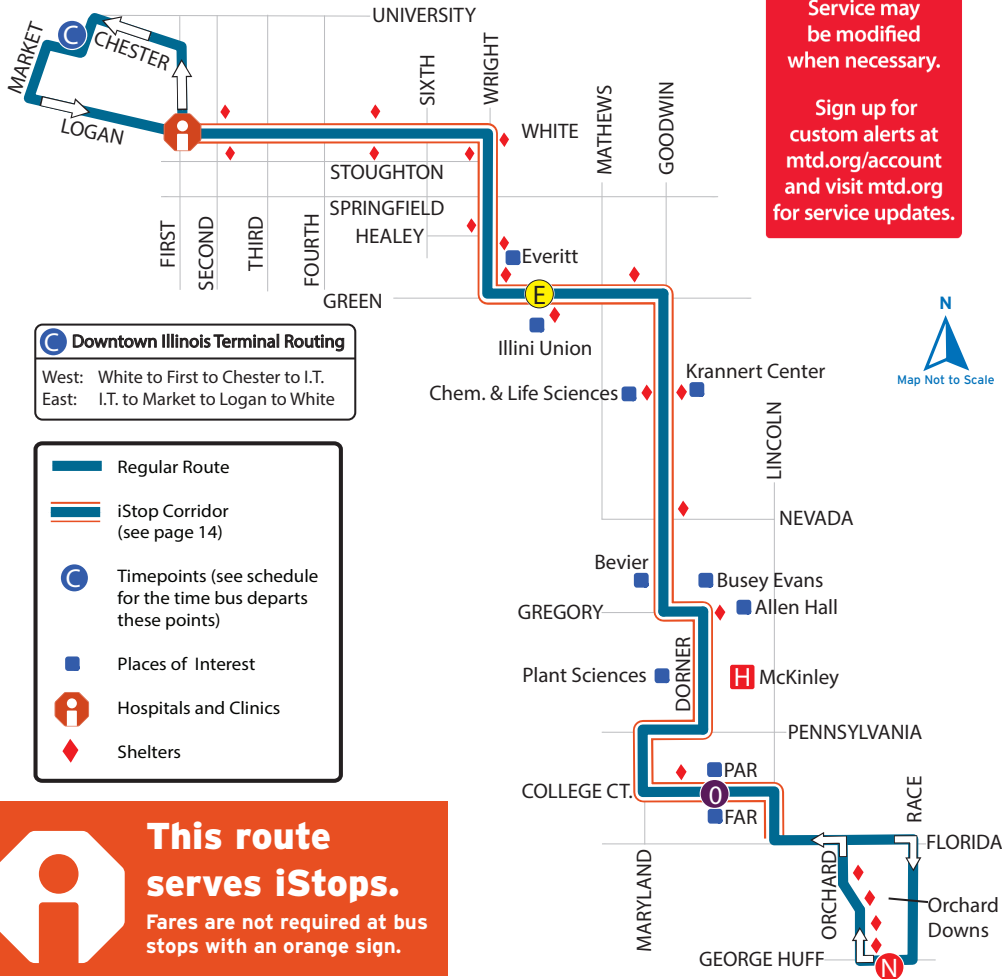 UNIVERSITY
MARKET
C
CHESTER
LOGAN
SIXTH
WRIGHT
WHITE
MATHEWS
GOODWIN
STOUGHTON
SPRINGFIELD
HEALEY
FIRST
SECOND
THIRD
FOURTH
Everitt
GREEN
E
Illini Union
Service may
be modified
when necessary.
Sign up for
custom alerts at
mtd.org/account
and visit mtd.org
for service updates.
N
Map Not to Scale
C Downtown Illinois Terminal Routing
West: White to First to Chester to I.T.
East: I.T. to Market to Logan to White
Krannert Center
Chem. & Life Sciences
LINCOLN
NEVADA
Regular Route
iStop Corridor
(see page 14)
C Timepoints (see schedule
for the time bus departs
these points)
Places of Interest
Hospitals and Clinics
Shelters
Bevier
Busey Evans
Allen Hall
GREGORY
DORNER
Plant Sciences
H McKinley
PENNSYLVANIA
PAR
COLLEGE CT.
O
FAR
RACE
FLORIDA
MARYLAND
ORCHARD
Orchard
Downs
GEORGE HUFF
N
This route
serves iStops.
Fares are not required at bus
stops with an orange sign.